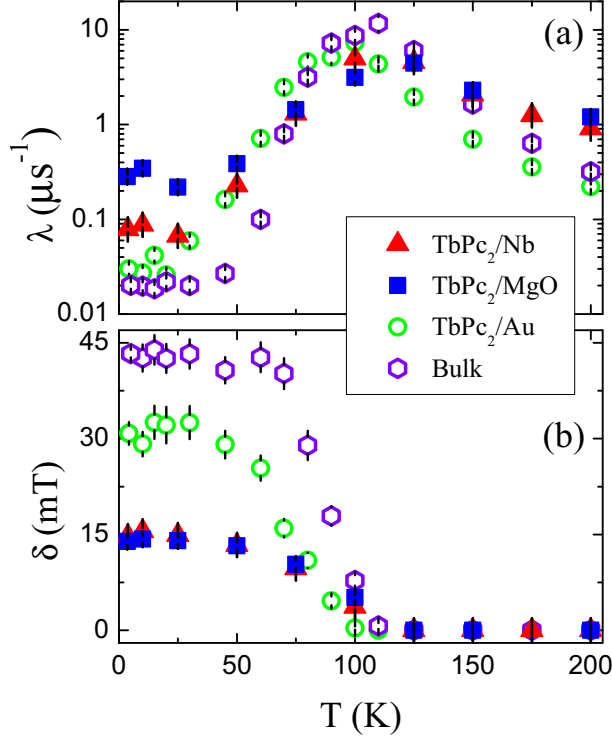 (a)
10
1
0.1
0.01
λ (μs⁻¹)
TbPc₂/Nb
TbPc₂/MgO
TbPc₂/Au
Bulk
(b)
45
30
15
0
δ (mT)
0 50 100 150 200
T (K)